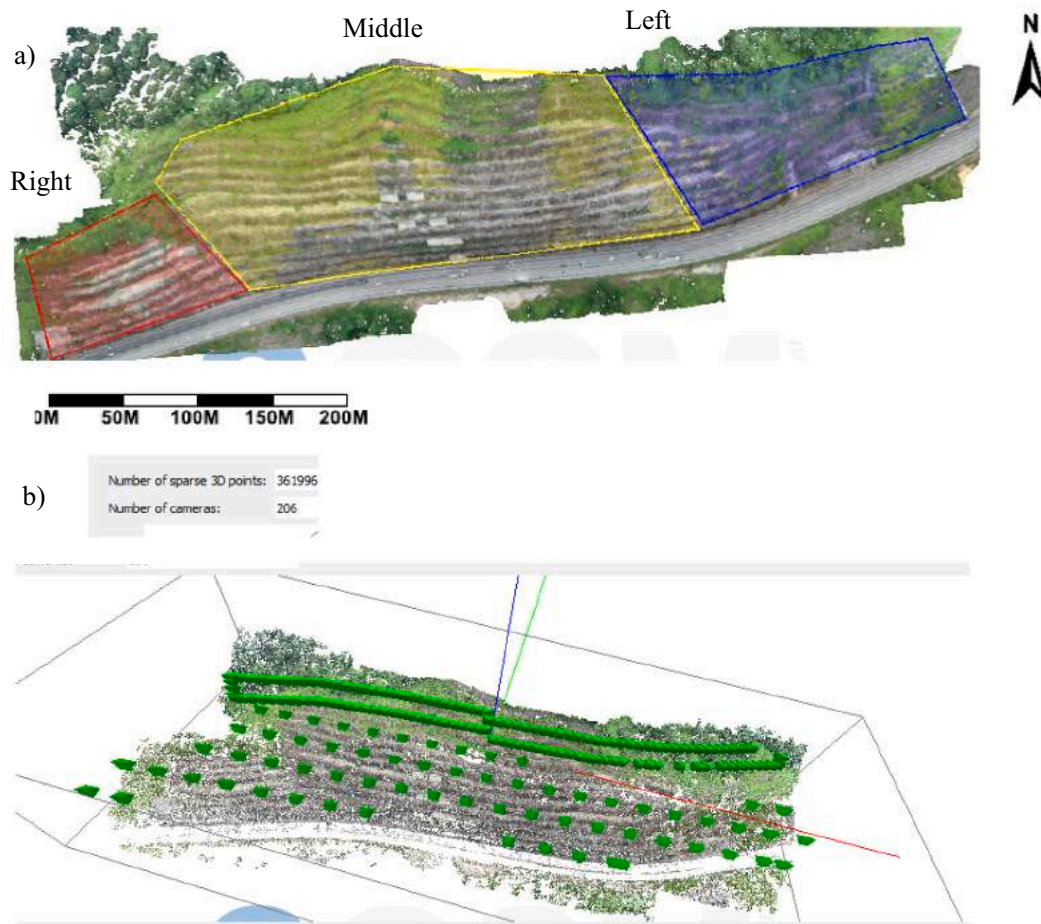 Middle
Left
N
a)
Right
0M 50M 100M 150M 200M
Number of sparse 3D points: 361996
b)
Number of cameras: 206